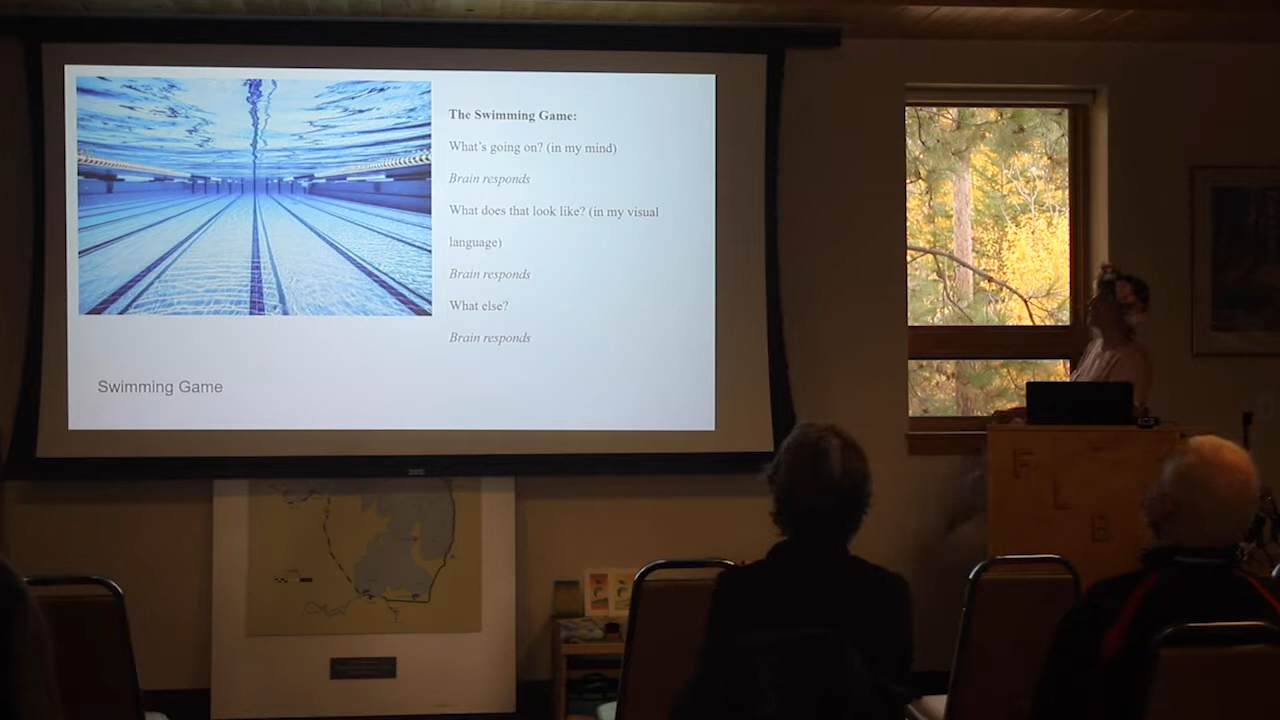 The Swimming Game:
What's going on? (in my mind)
Brain responds
What does that look like? (in my visual
language)
Brain responds
What else?
Brain responds
Swimming Game
F
L
B